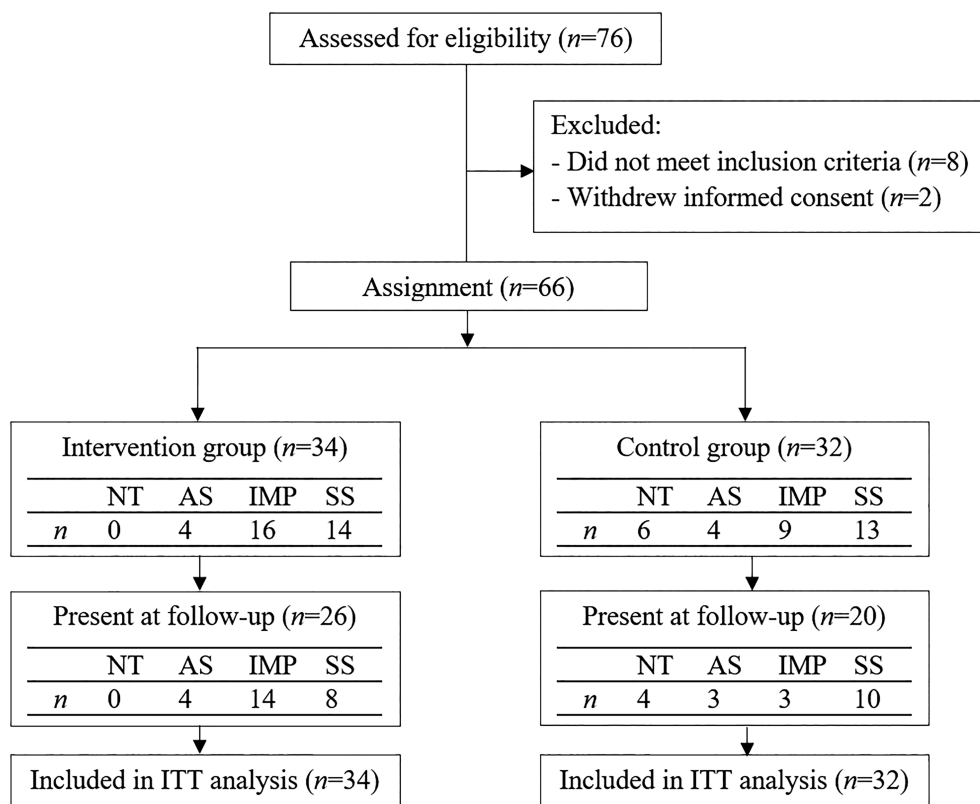 Assessed for eligibility (n=76)
Excluded:
- Did not meet inclusion criteria (n=8)
- Withdrew informed consent (n=2)
Assignment (n=66)
Intervention group (n=34)
NT AS IMP SS
n 0 4 16 14
Control group (n=32)
NT AS IMP SS
n 6 4 9 13
Present at follow-up (n=26)
NT AS IMP SS
n 0 4 14 8
Present at follow-up (n=20)
NT AS IMP SS
n 4 3 3 10
Included in ITT analysis (n=34)
Included in ITT analysis (n=32)